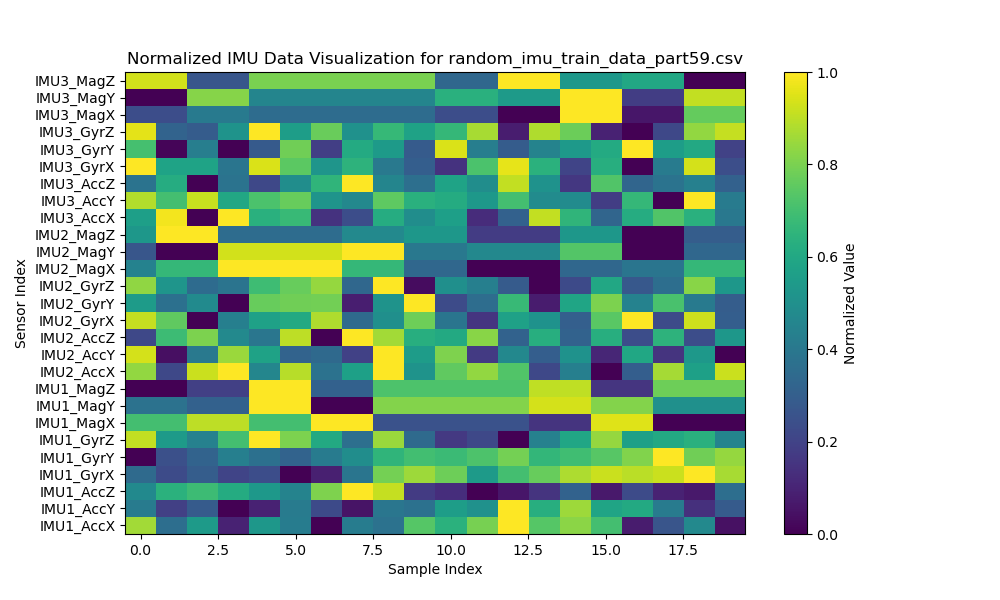 Normalized IMU Data Visualization for random_imu_train_data_part59.csv
IMU3_MagZ
IMU3_MagY
IMU3_MagX
IMU3_GyrZ
IMU3_GyrY
IMU3_GyrX
IMU3_AccZ
IMU3_AccY
IMU3_AccX
IMU2_MagZ
IMU2_MagY
IMU2_MagX
IMU2_GyrZ
IMU2_GyrY
IMU2_GyrX
IMU2_AccZ
IMU2_AccY
IMU2_AccX
IMU1_MagZ
IMU1_MagY
IMU1_MagX
IMU1_GyrZ
IMU1_GyrY
IMU1_GyrX
IMU1_AccZ
IMU1_AccY
IMU1_AccX
Sensor Index
0.0 2.5 5.0 7.5 10.0 12.5 15.0 17.5
Sample Index
1.0
0.8
0.6
0.4
0.2
0.0
Normalized Value